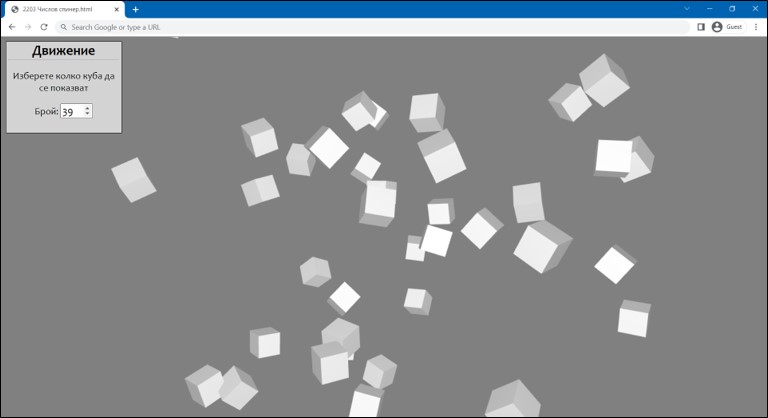 2203 Числов спинер.html
Search Google or type a URL
Guest
Движение
Изберете колко куба да
се показват
Брой: 39